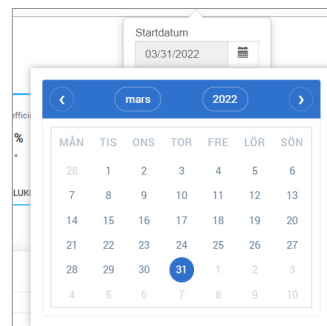 Startdatum
03/31/2022
mars 2022
MÅN TIS ONS TOR FRE LÖR SÖN
28 1 2 3 4 5 6
7 8 9 10 11 12 13
14 15 16 17 18 19 20
21 22 23 24 25 26 27
28 29 30 31 1 2 3
4 5 6 7 8 9 10
%